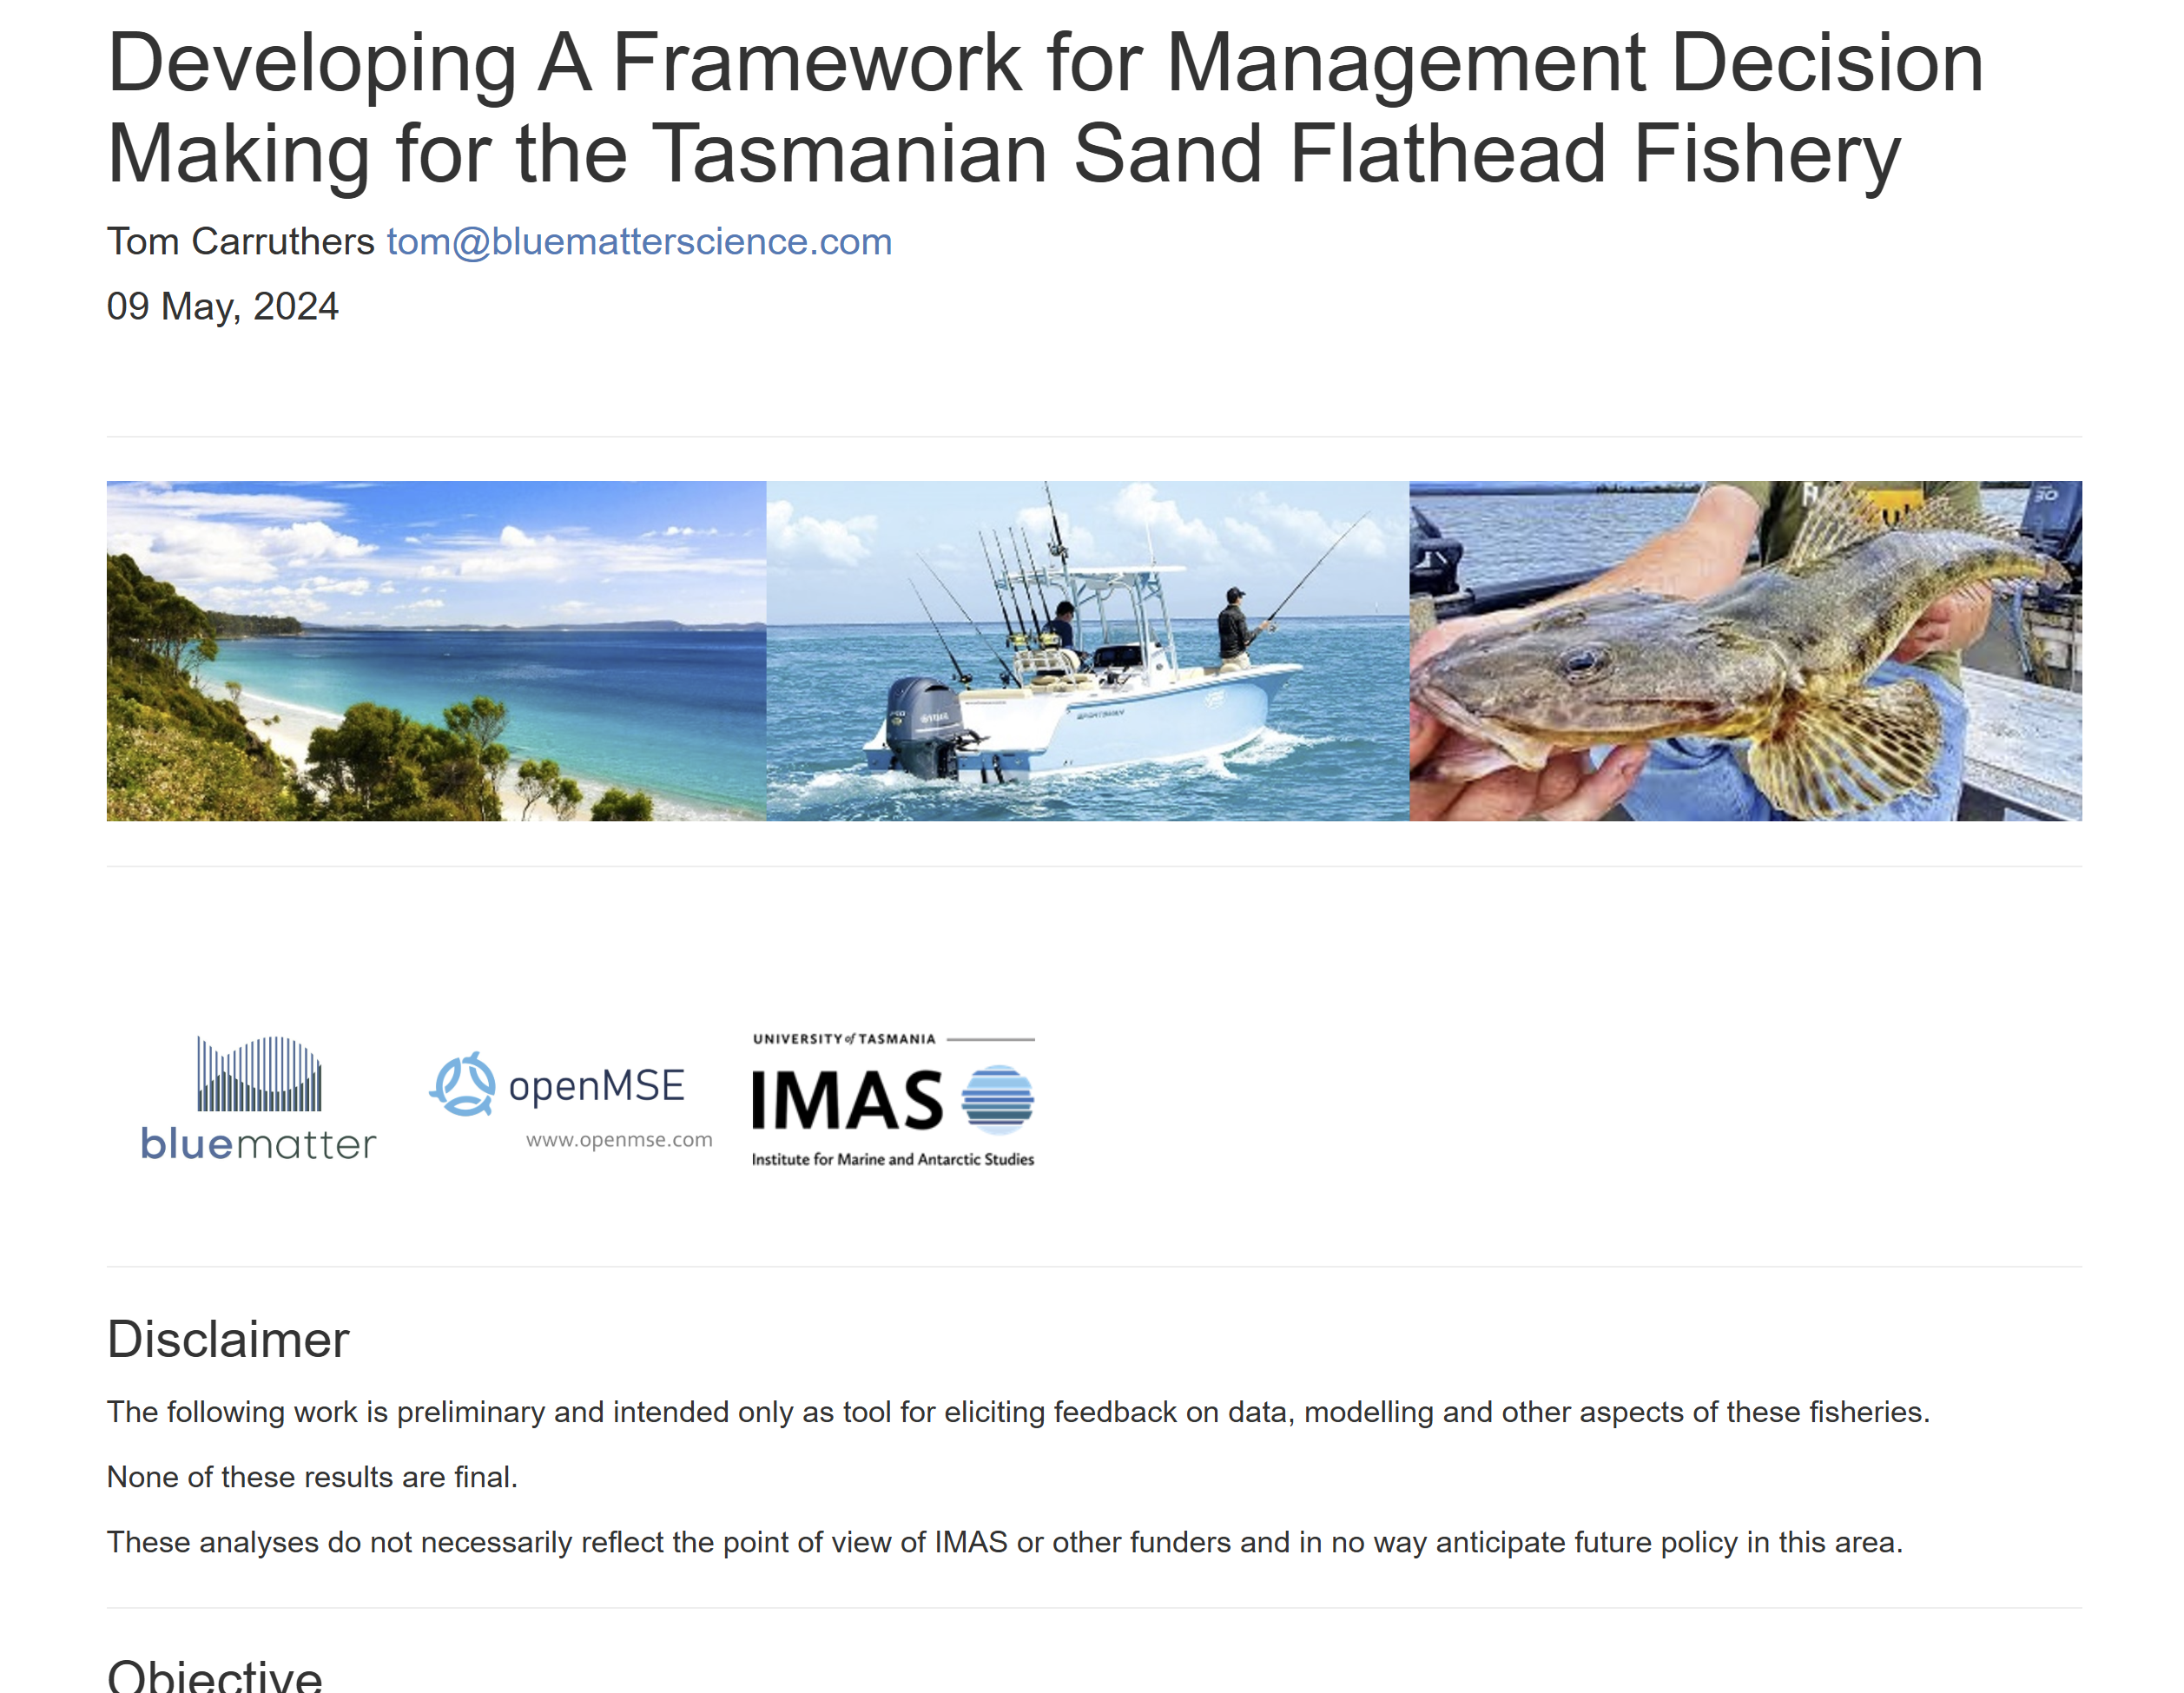 Developing A Framework for Management Decision
Making for the Tasmanian Sand Flathead Fishery
Tom Carruthers tom@bluematterscience.com
09 May, 2024
YAMAHA
SPORTSMAN
30
bluematter
openMSE
www.openmse.com
UNIVERSITY of TASMANIA
IMAS
Institute for Marine and Antarctic Studies
Disclaimer
The following work is preliminary and intended only as tool for eliciting feedback on data, modelling and other aspects of these fisheries.
None of these results are final.
These analyses do not necessarily reflect the point of view of IMAS or other funders and in no way anticipate future policy in this area.
Objective